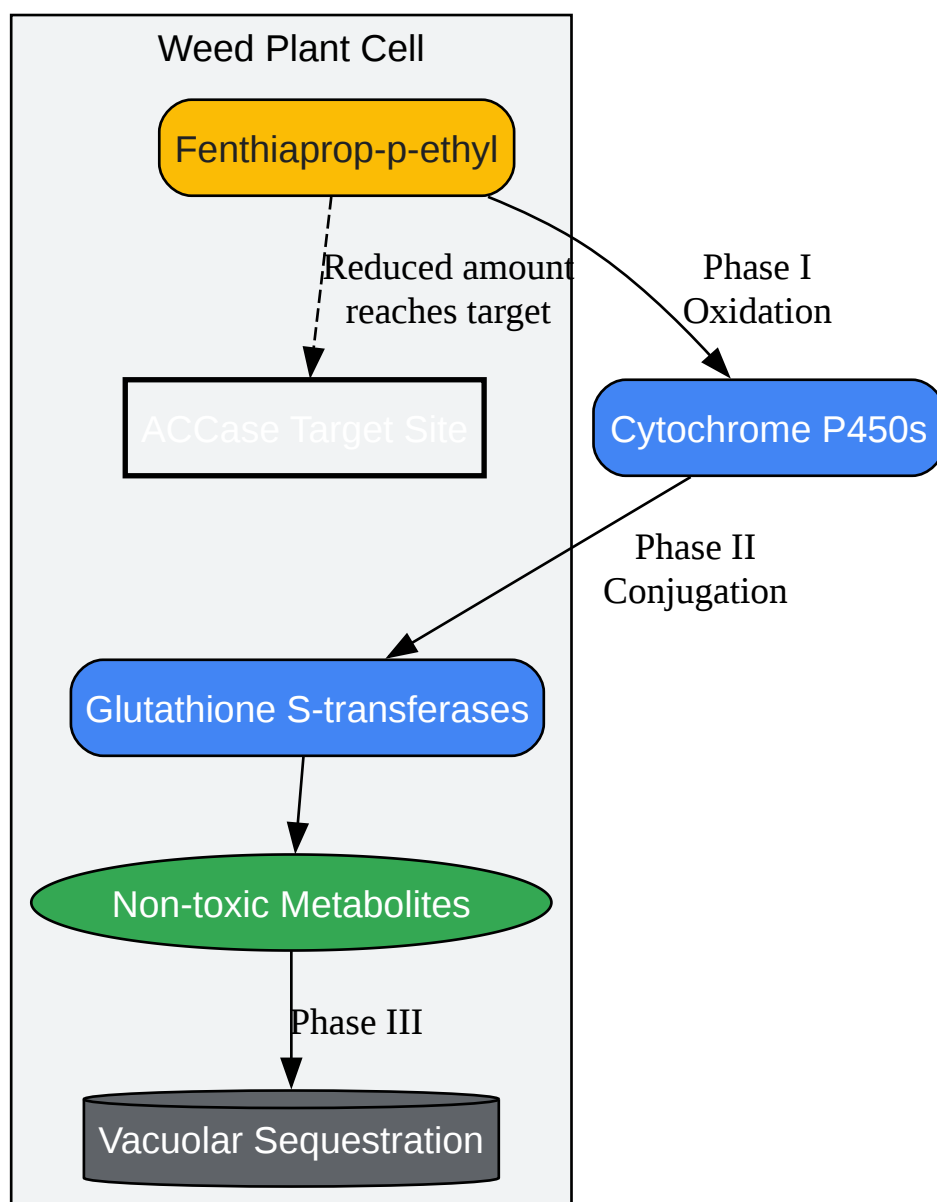 Weed Plant Cell
Fenthiaprop-p-ethyl
Reduced amount
reaches target
Phase I
Oxidation
ACCase Target Site
Cytochrome P450s
Phase II
Conjugation
Glutathione S-transferases
Non-toxic Metabolites
Phase III
Vacuolar Sequestration